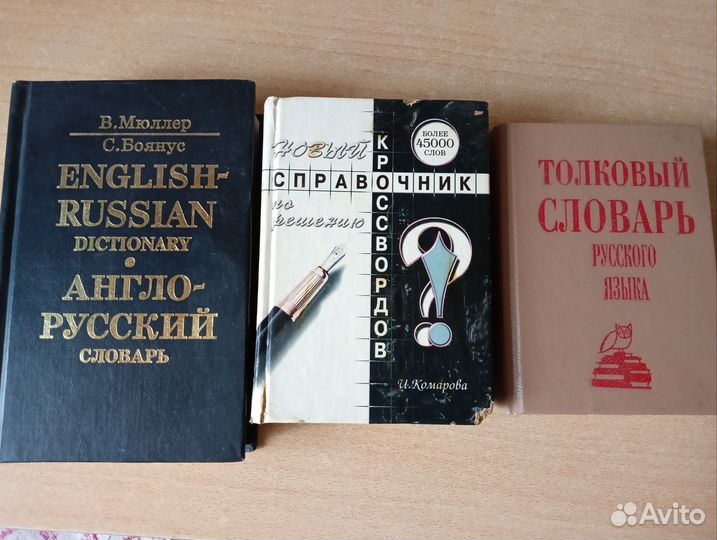 В. Мюллер
С. Боянус
ENGLISH-
RUSSIAN
DICTIONARY
АНГЛО-
РУССКИЙ
СЛОВАРЬ
БОЛЕЕ
45000
СЛОВ
НОВЫЙ
СПРАВОЧНИК
по
решению
КРОССВОРДОВ
И. Комарова
ТОЛКОВЫЙ
СЛОВАРЬ
РУССКОГО
ЯЗЫКА
Avito